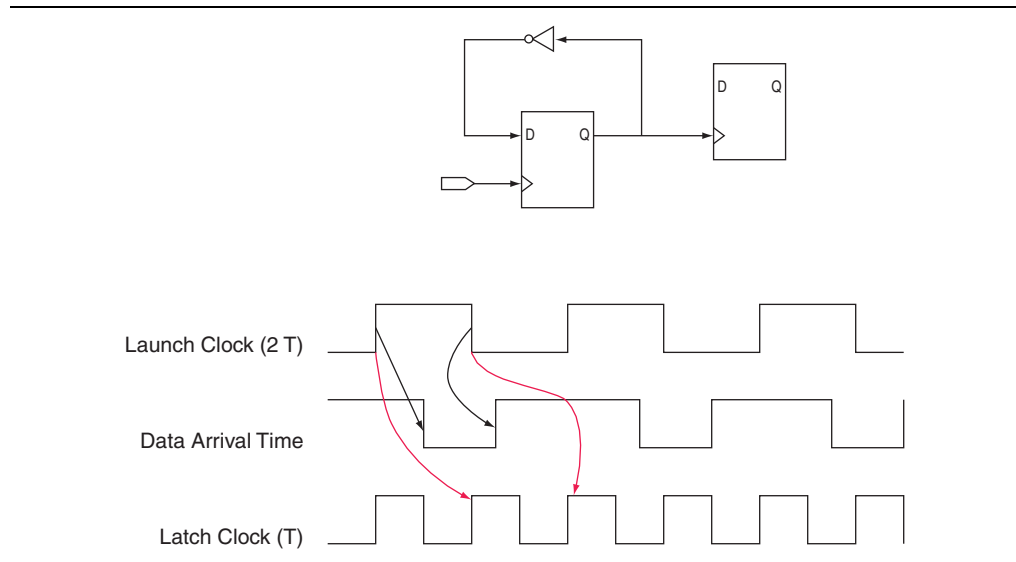 D Q
D Q
Launch Clock (2 T)
Data Arrival Time
Latch Clock (T)